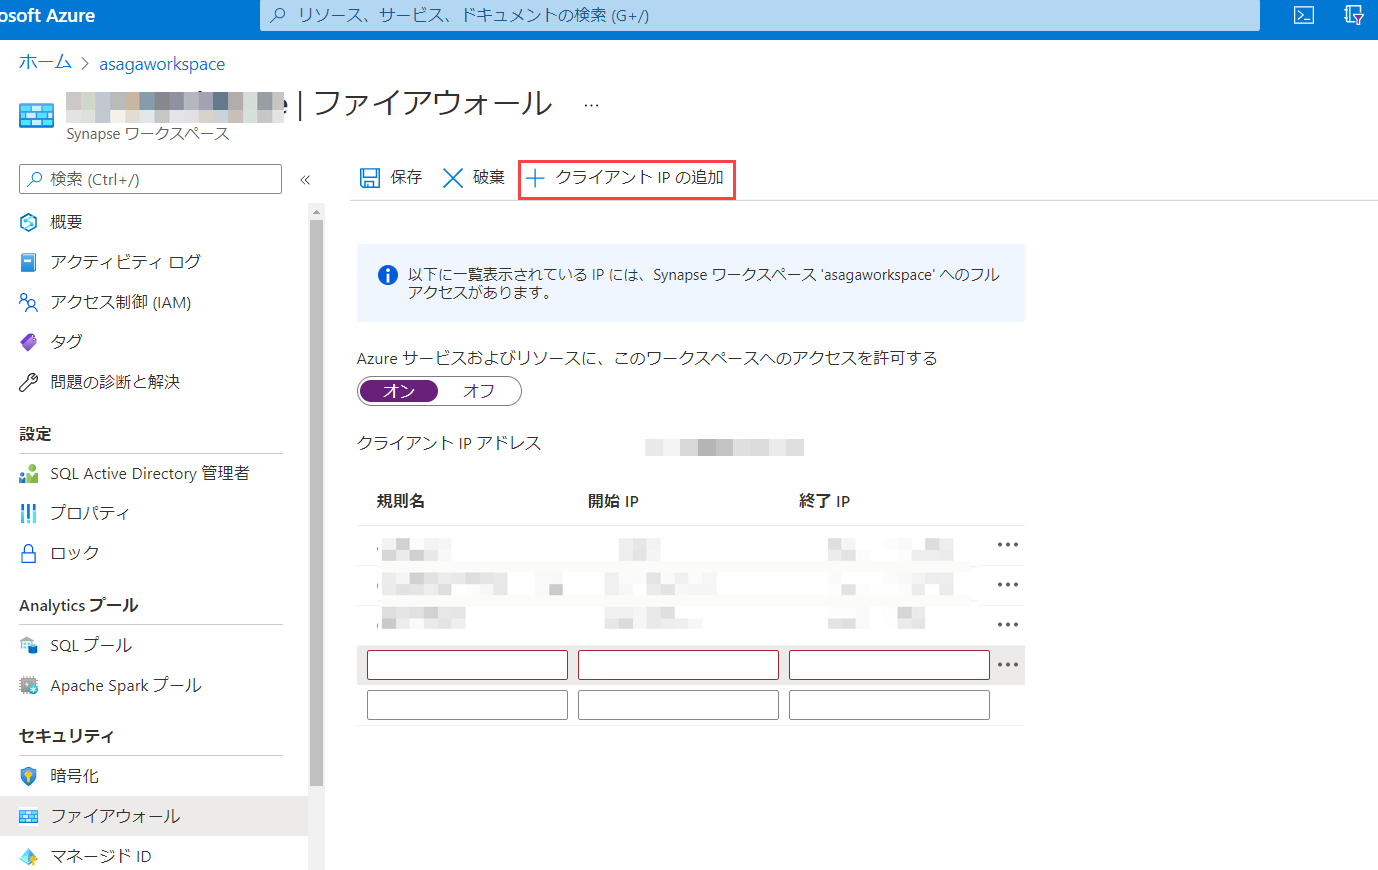 osoft Azure
リソース、サービス、ドキュメントの検索 (G+/)
ホーム > asagaworkspace
| ファイアウォール ...
Synapse ワークスペース
検索 (Ctrl+/)
«
保存
破棄
+ クライアント IP の追加
概要
アクティビティ ログ
アクセス制御 (IAM)
タグ
問題の診断と解決
設定
SQL Active Directory 管理者
プロパティ
ロック
Analytics プール
SQL プール
Apache Spark プール
セキュリティ
暗号化
ファイアウォール
マネージド ID
以下に一覧表示されている IP には、Synapse ワークスペース 'asagaworkspace' へのフル
アクセスがあります。
Azure サービスおよびリソースに、このワークスペースへのアクセスを許可する
オン オフ
クライアント IP アドレス
規則名 開始 IP 終了 IP